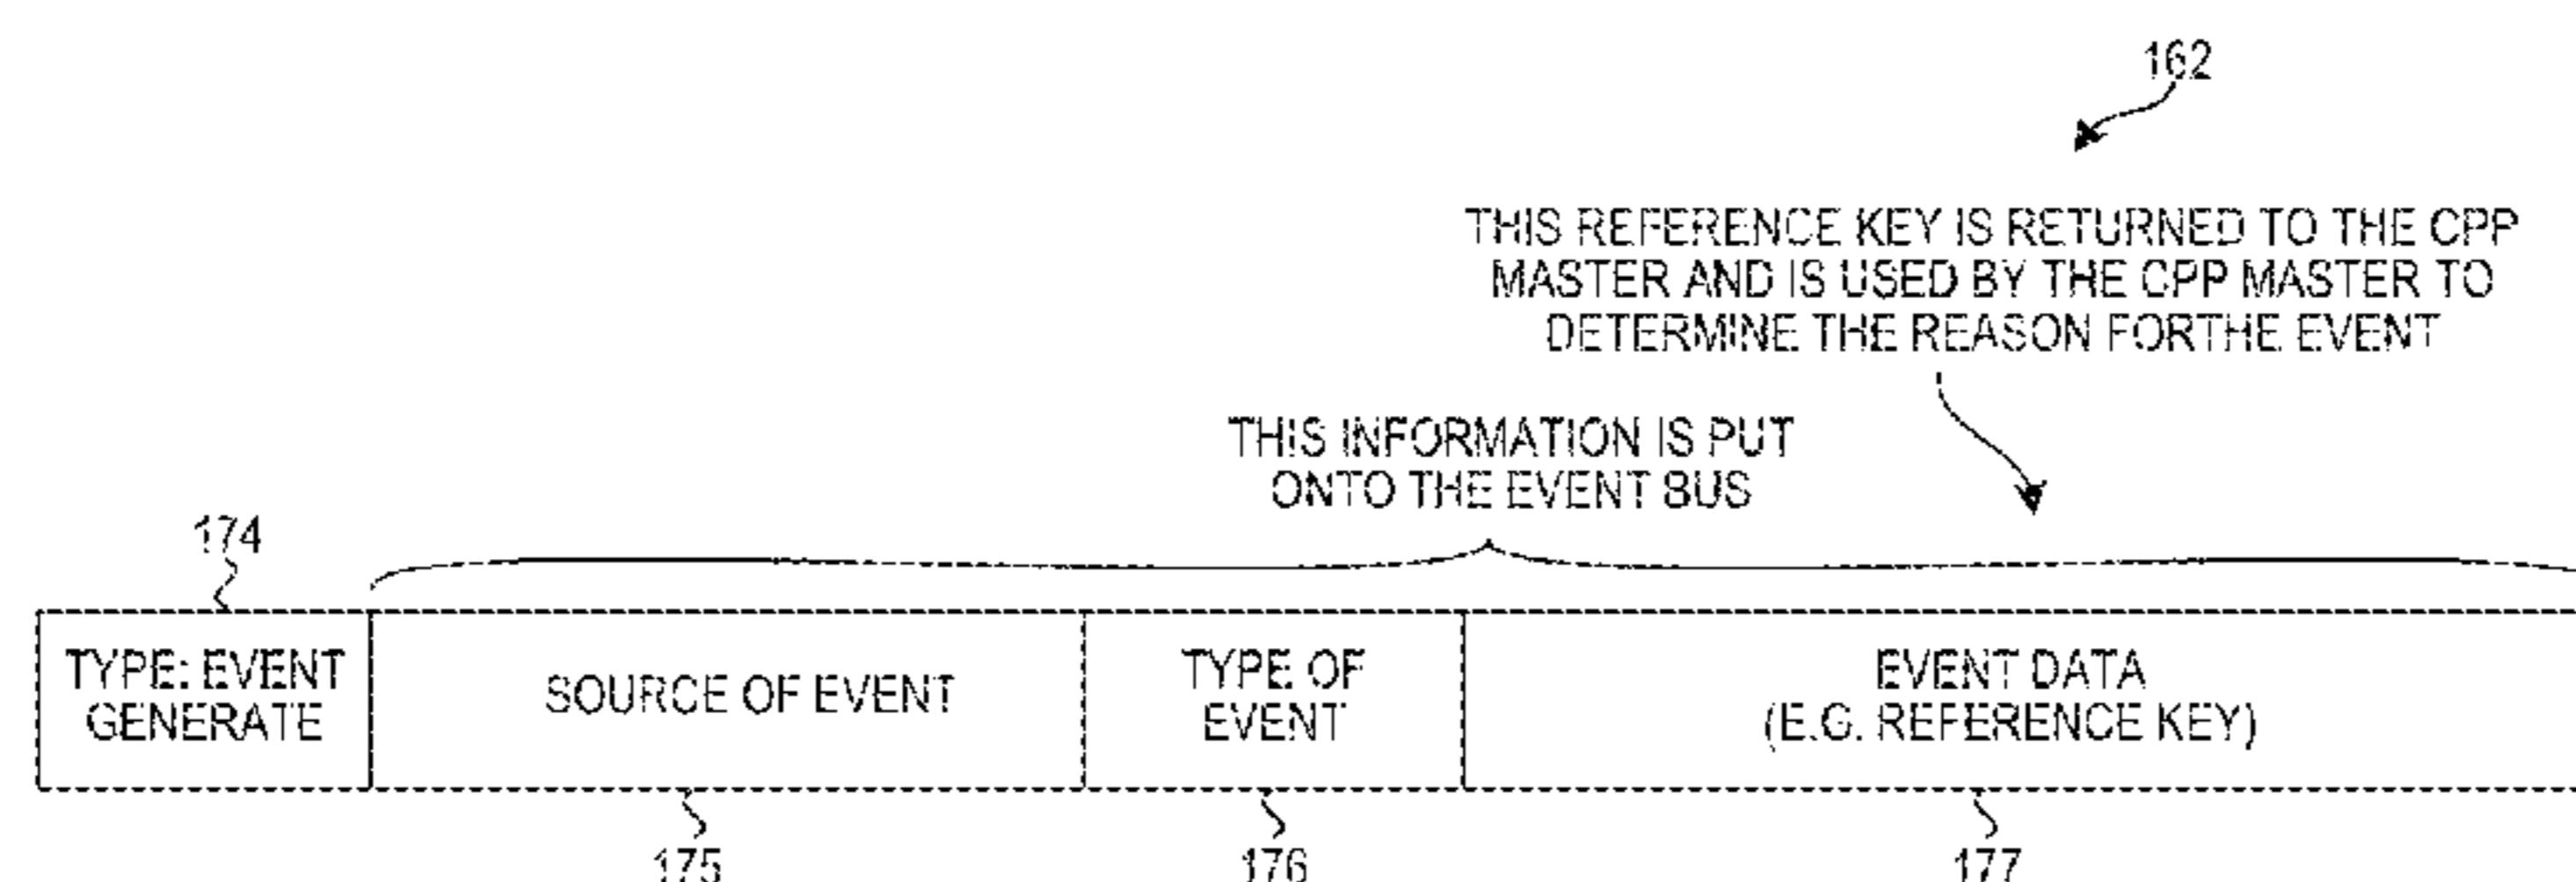 162
THIS REFERENCE KEY IS RETURNED TO THE CPP
MASTER AND IS USED BY THE CPP MASTER TO
DETERMINE THE REASON FORTHE EVENT
THIS INFORMATION IS PUT
ONTO THE EVENT BUS
174
TYPE: EVENT
GENERATE
SOURCE OF EVENT
TYPE OF
EVENT
EVENT DATA
(E.G. REFERENCE KEY)
175
176
177